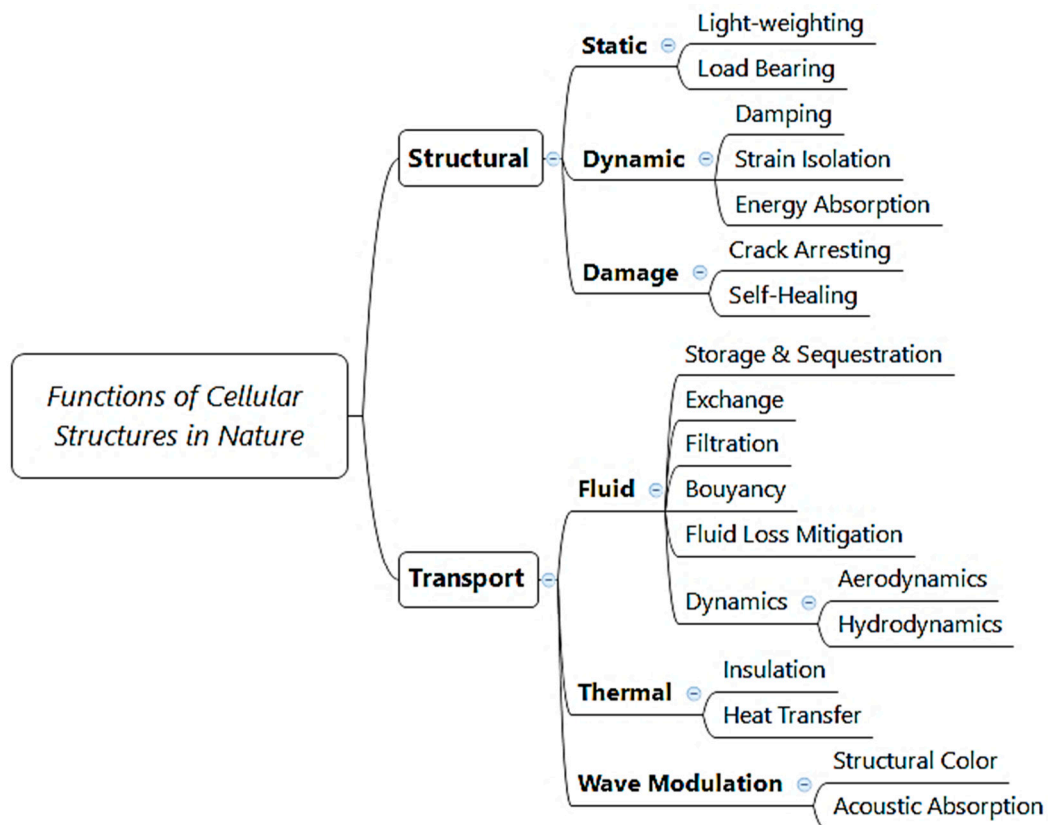 Functions of Cellular
Structures in Nature
Structural
Static
Light-weighting
Load Bearing
Dynamic
Damping
Strain Isolation
Energy Absorption
Damage
Crack Arresting
Self-Healing
Transport
Fluid
Storage & Sequestration
Exchange
Filtration
Bouyancy
Fluid Loss Mitigation
Dynamics
Aerodynamics
Hydrodynamics
Thermal
Insulation
Heat Transfer
Wave Modulation
Structural Color
Acoustic Absorption